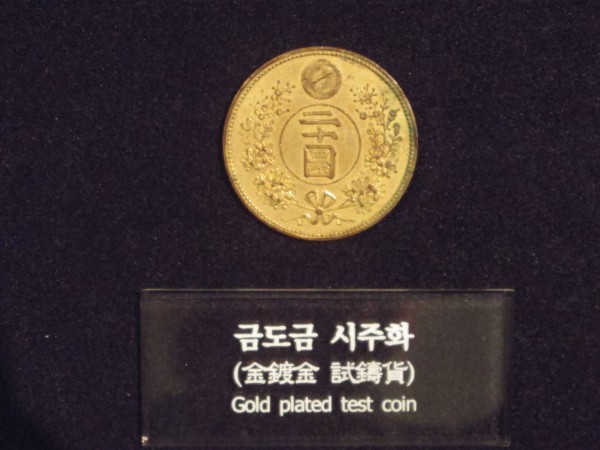 二十圜
금도금 시주화
(金鍍金 試鑄貨)
Gold plated test coin